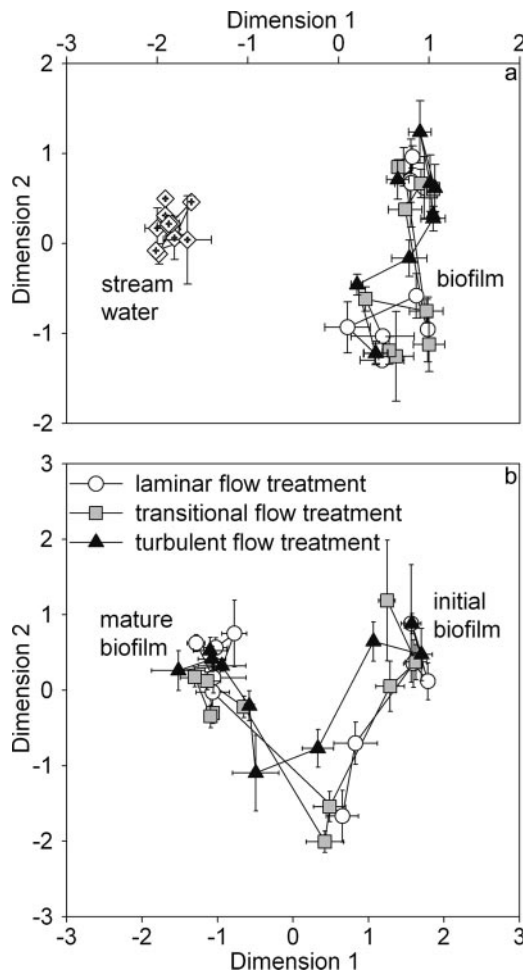 Dimension 1
-3 -2 -1 0 1 2
a
2
1
0
-1
-2
Dimension 2
stream
water
biofilm
b
3
2
1
0
-1
-2
-3
Dimension 2
laminar flow treatment
transitional flow treatment
turbulent flow treatment
mature
biofilm
initial
biofilm
-3 -2 -1 0 1 2 3
Dimension 1